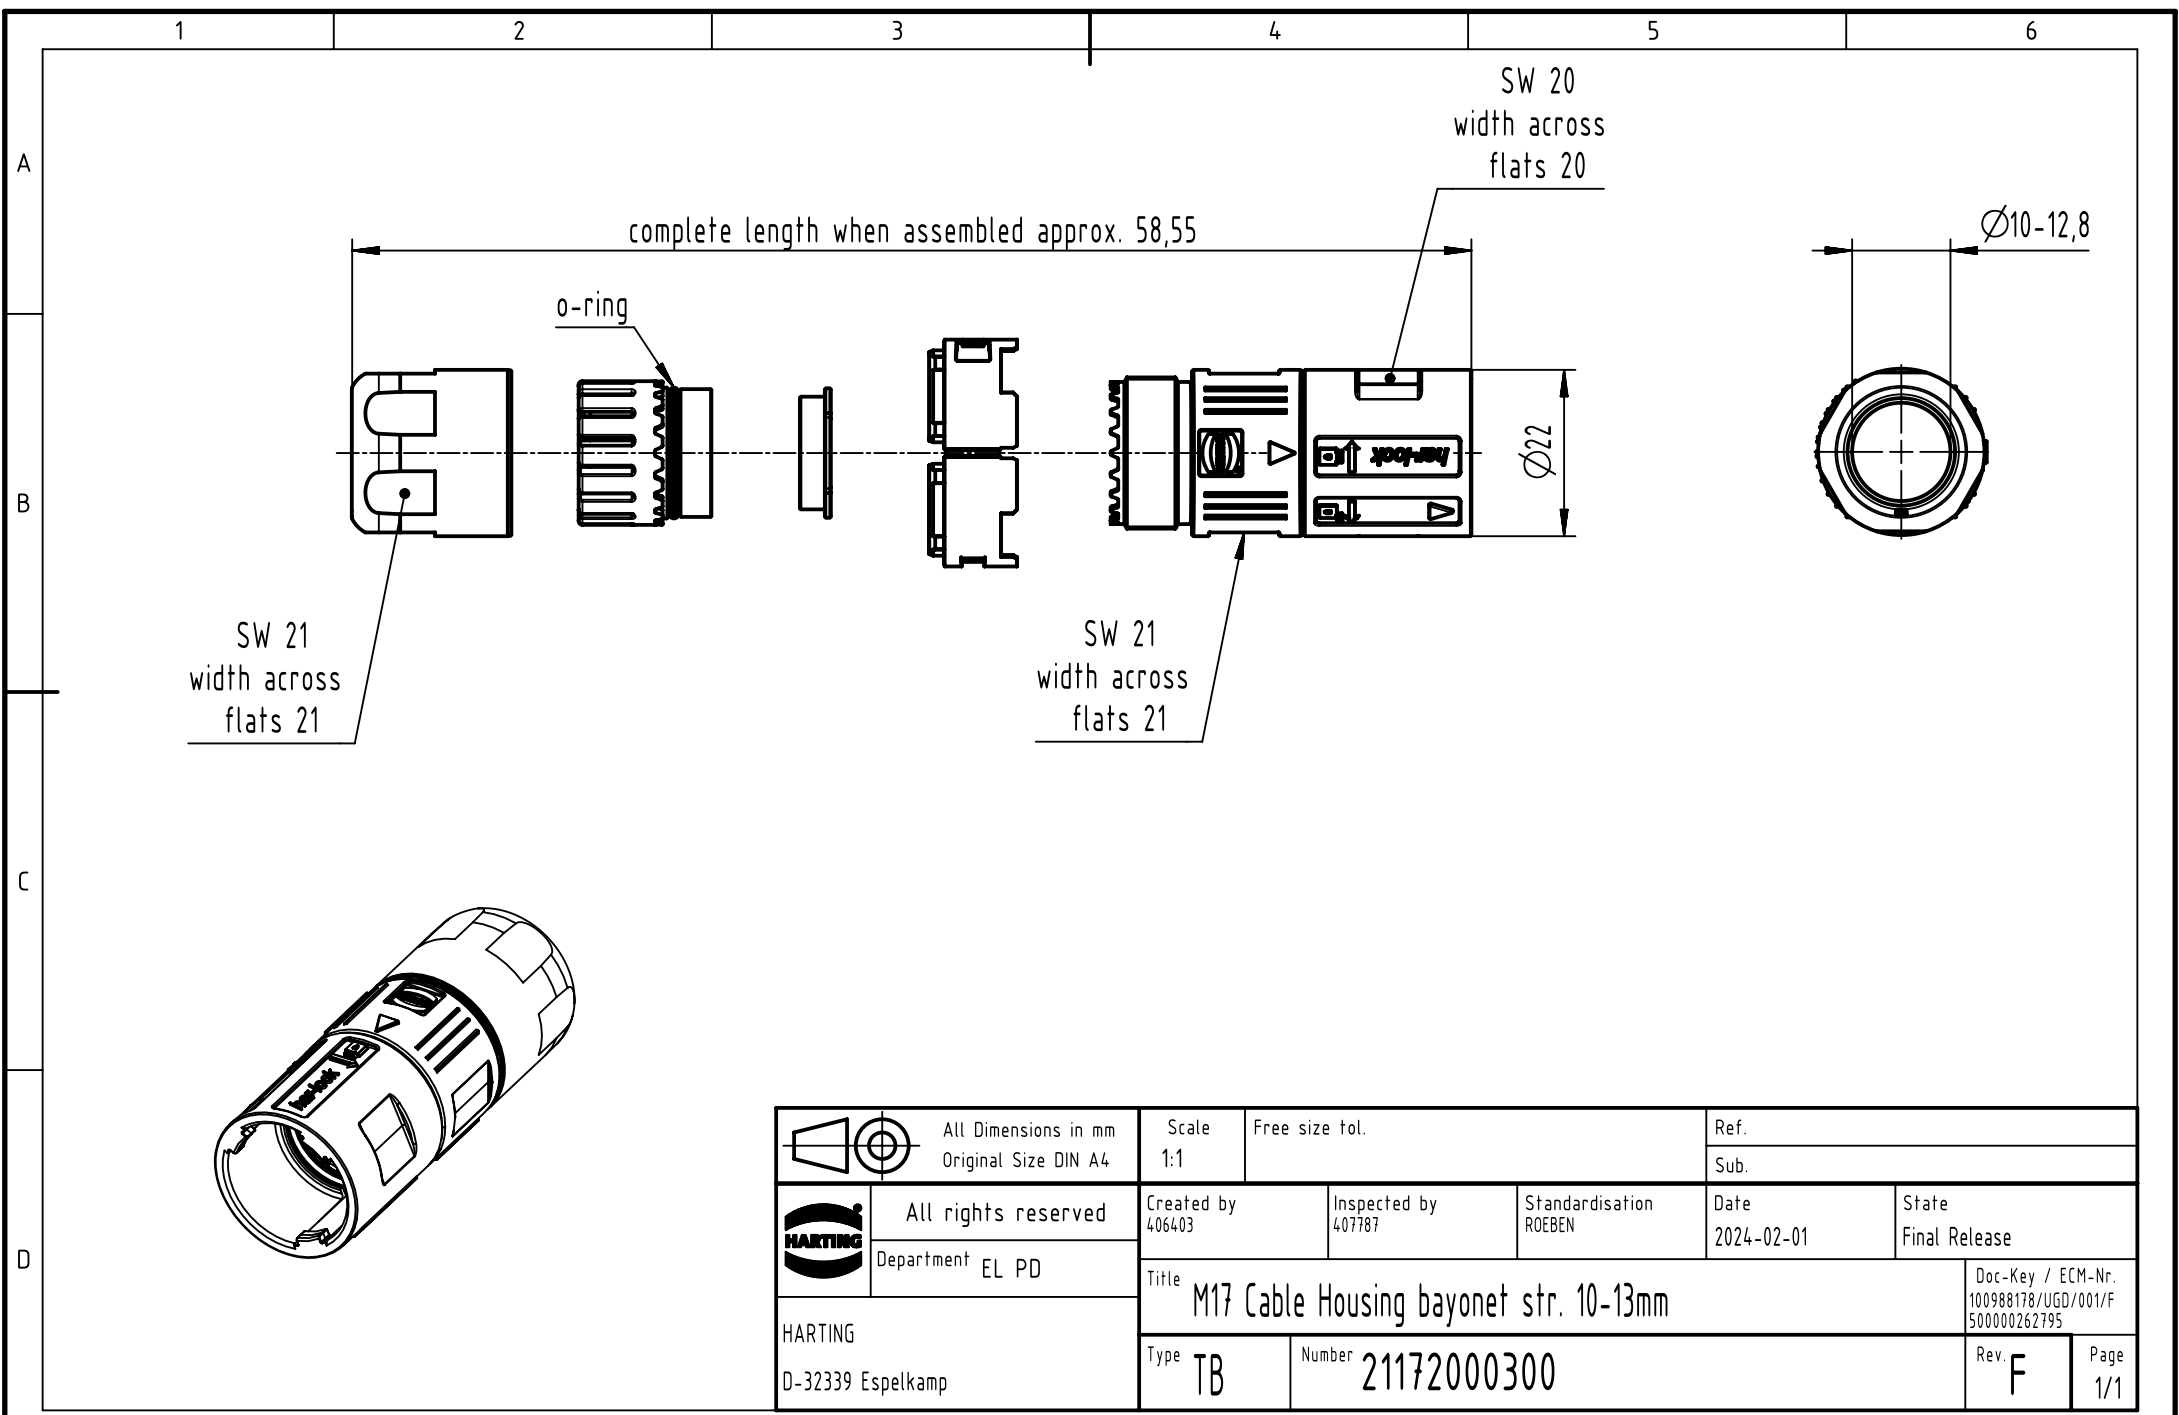 1 2 3 4 5 6
A
B
C
D
SW 20
width across
flats 20
complete length when assembled approx. 58,55
Ø10-12,8
o-ring
Ø22
har-lock
SW 21
width across
flats 21
SW 21
width across
flats 21
har-lock
All Dimensions in mm
Original Size DIN A4
Scale
1:1
Free size tol.
Ref.
Sub.
HARTING
All rights reserved
Department EL PD
Created by
406403
Inspected by
407787
Standardisation
ROEBEN
Date
2024-02-01
State
Final Release
Title M17 Cable Housing bayonet str. 10-13mm
Doc-Key / ECM-Nr.
100988178/UGD/001/F
500000262795
HARTING
D-32339 Espelkamp
Type TB
Number 21172000300
Rev. F
Page
1/1